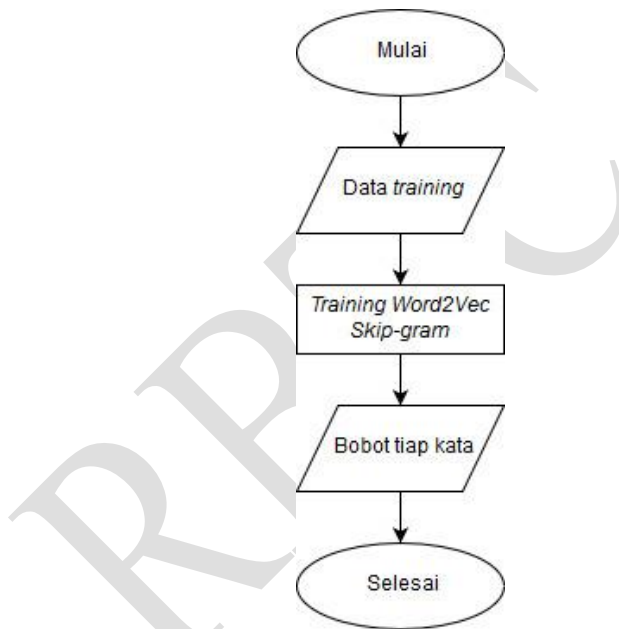 Mulai
Data training
Training Word2Vec
Skip-gram
Bobot tiap kata
Selesai